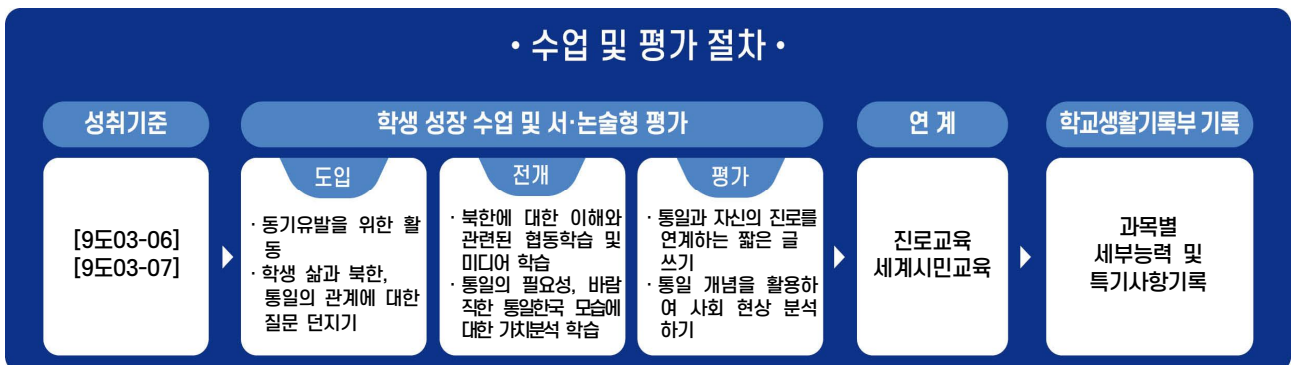 • 수업 및 평가 절차 •
성취기준
학생 성장 수업 및 서·논술형 평가
연 계
학교생활기록부 기록
[9도03-06]
[9도03-07]
도입
· 동기유발을 위한 활
동
· 학생 삶과 북한,
통일의 관계에 대한
질문 던지기
전개
· 북한에 대한 이해와
관련된 협동학습 및
미디어 학습
· 통일의 필요성, 바람
직한 통일한국 모습에
대한 가치분석 학습
평가
· 통일과 자신의 진로를
연계하는 짧은 글
쓰기
· 통일 개념을 활용하
여 사회 현상 분석
하기
진로교육
세계시민교육
과목별
세부능력 및
특기사항기록